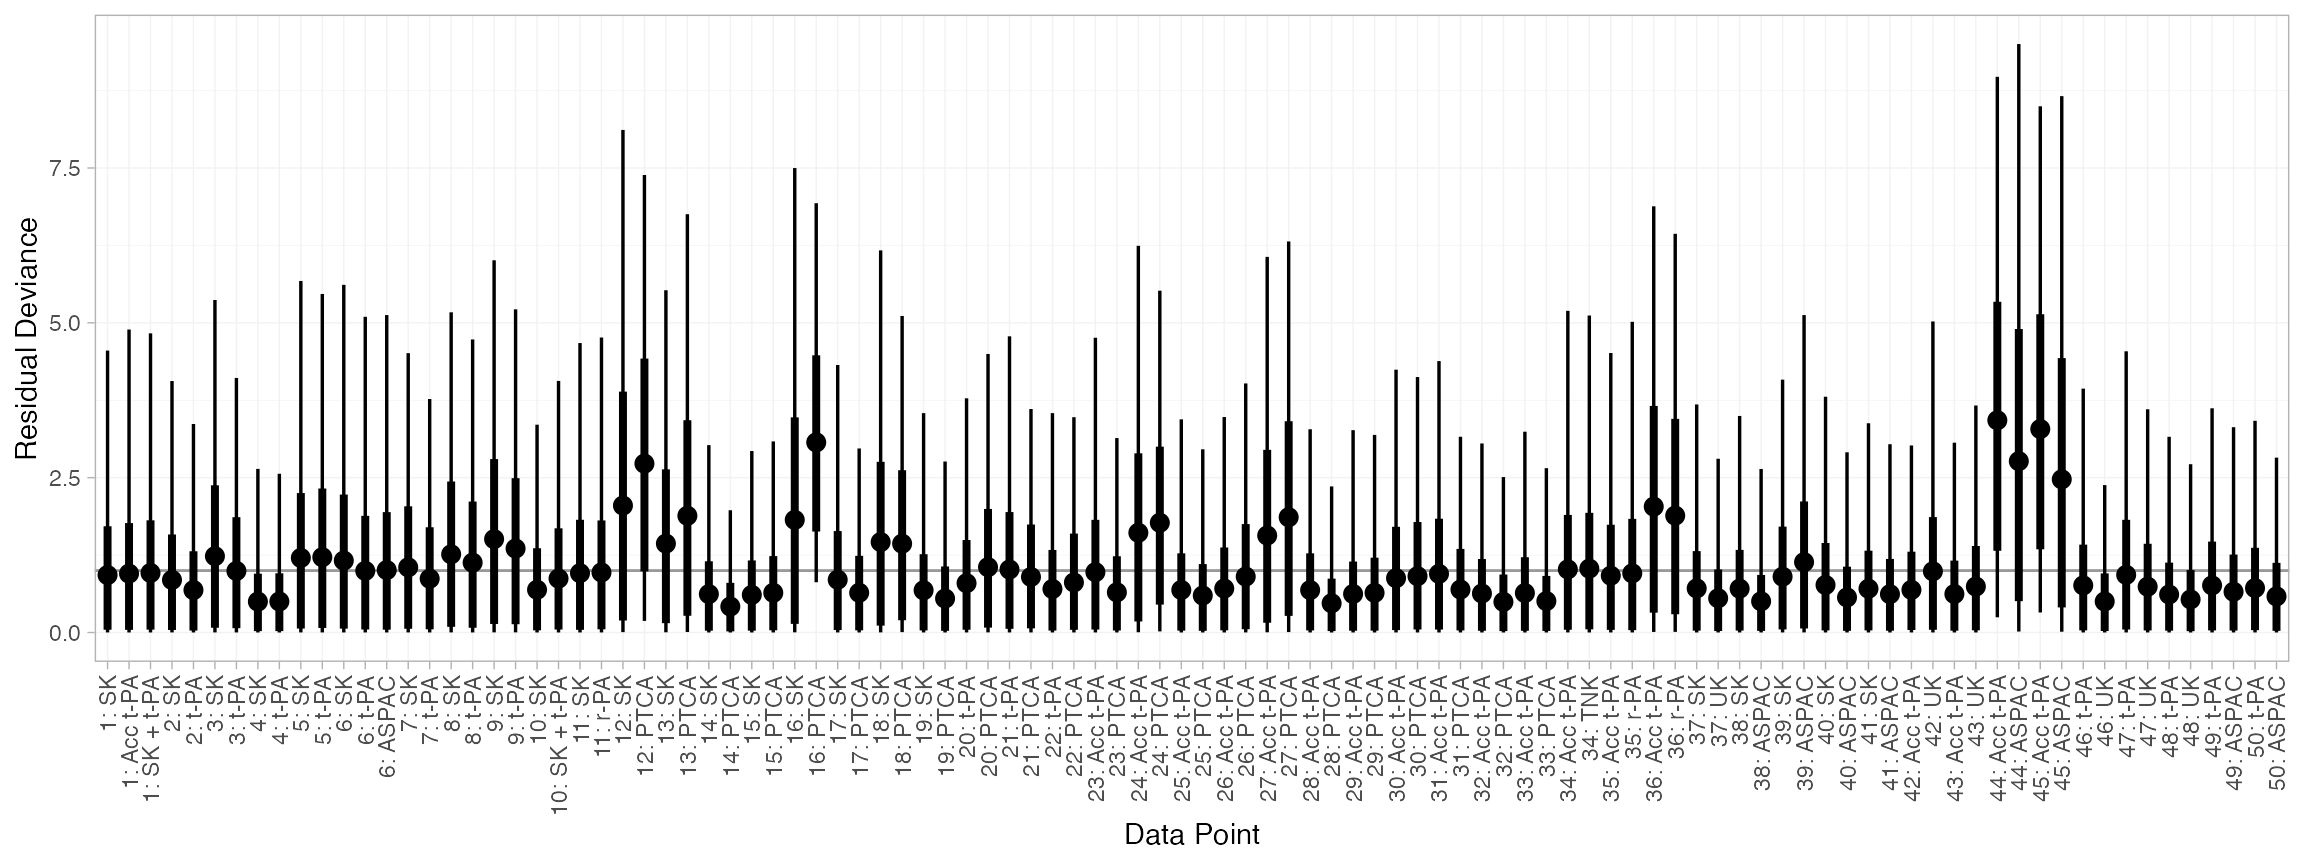 Residual Deviance
7.5
5.0
2.5
0.0
1: SK
1: Acc t-PA
1: SK + t-PA
2: SK
2: t-PA
3: SK
3: t-PA
4: SK
4: t-PA
5: SK
5: t-PA
6: SK
6: t-PA
6: ASPAC
7: SK
7: t-PA
8: SK
8: t-PA
9: SK
9: t-PA
10: SK
10: SK + t-PA
11: SK
11: r-PA
12: SK
12: PTCA
13: SK
13: PTCA
14: SK
14: PTCA
15: SK
15: PTCA
16: SK
16: PTCA
17: SK
17: PTCA
18: SK
18: PTCA
19: SK
19: PTCA
20: t-PA
20: PTCA
21: t-PA
21: PTCA
22: t-PA
22: PTCA
23: Acc t-PA
23: PTCA
24: Acc t-PA
24: PTCA
25: Acc t-PA
25: PTCA
26: Acc t-PA
26: PTCA
27: Acc t-PA
27: PTCA
28: Acc t-PA
28: PTCA
29: Acc t-PA
29: PTCA
30: Acc t-PA
30: PTCA
31: Acc t-PA
31: PTCA
32: Acc t-PA
32: PTCA
33: Acc t-PA
33: PTCA
34: Acc t-PA
34: TNK
35: Acc t-PA
35: r-PA
36: Acc t-PA
36: r-PA
37: SK
37: UK
38: SK
38: ASPAC
39: SK
39: ASPAC
40: SK
40: ASPAC
41: SK
41: ASPAC
42: Acc t-PA
42: UK
43: Acc t-PA
43: UK
44: Acc t-PA
44: ASPAC
45: Acc t-PA
45: ASPAC
46: t-PA
46: UK
47: t-PA
47: UK
48: t-PA
48: UK
49: t-PA
49: ASPAC
50: t-PA
50: ASPAC
Data Point